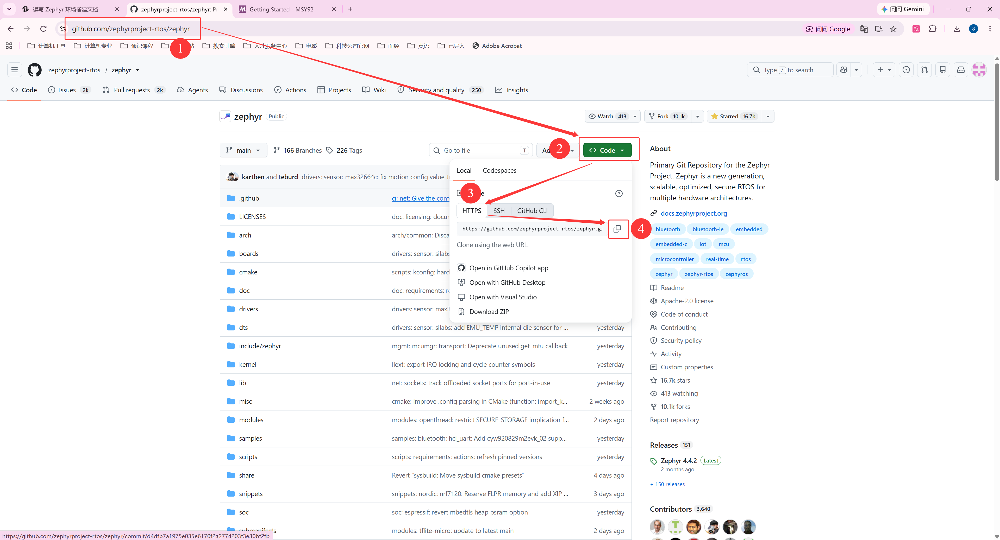 编写 Zephyr 环境搭建文档
zephyrproject-rtos/zephyr: Pr
Getting Started - MSYS2
问问 Gemini
github.com/zephyrproject-rtos/zephyr
问问 Google
8
计算机工具
计算机专业
通识课程
站
搜索引擎
人才服务中心
电影
科技公司官网
面经
英语
已导入
Adobe Acrobat
1
zephyrproject-rtos / zephyr
Type / to search
Code
Issues 2k
Pull requests 2k
Agents
Discussions
Actions
Projects
Wiki
Security and quality 250
Insights
zephyr Public
Watch 413
Fork 10.1k
Starred 16.7k
main
166 Branches
226 Tags
Go to file T
Ad
2
Code
kartben and teburd drivers: sensor: max32664c: fix motion config value tr
Local
Codespaces
3
e
HTTPS
SSH
GitHub CLI
https://github.com/zephyrproject-rtos/zephyr.gi
4
Clone using the web URL.
Open in GitHub Copilot app
Open with GitHub Desktop
Open with Visual Studio
Download ZIP
.github ci: net: Give the conf
LICENSES doc: licensing: docur
arch arch/common: Disca
boards drivers: sensor: silabs
cmake scripts: kconfig: hard
doc doc: requirements: re
drivers drivers: sensor: max3
dts drivers: sensor: silabs: add EMU_TEMP internal die sensor for ... yesterday
include/zephyr mgmt: mcumgr: transport: Deprecate unused get_mtu callback yesterday
kernel llext: export IRQ locking and cycle counter symbols yesterday
lib net: sockets: track offloaded socket ports for port-in-use yesterday
misc cmake: improve .config parsing in CMake (function: import_k... 2 weeks ago
modules modules: openthread: restrict SECURE_STORAGE implication f... 2 days ago
samples samples: bluetooth: hci_uart: Add cyw920829m2evk_02 supp... yesterday
scripts scripts: requirements: actions: refresh pinned versions yesterday
share Revert "sysbuild: Move sysbuild cmake presets" 4 days ago
snippets snippets: nordic: nrf7120: Reserve FLPR memory and add XIP ... 3 days ago
soc soc: espressif: revert mbedtls heap psram option yesterday
submanifests modules: tflite-micro: update to latest main 2 days ago
About
Primary Git Repository for the Zephyr
Project. Zephyr is a new generation,
scalable, optimized, secure RTOS for
multiple hardware architectures.
docs.zephyrproject.org
bluetooth bluetooth-le embedded
embedded-c iot mcu
microcontroller real-time rtos
zephyr zephyr-rtos zephyros
Readme
Apache-2.0 license
Code of conduct
Contributing
Security policy
Activity
Custom properties
16.7k stars
413 watching
10.1k forks
Report repository
Releases 151
Zephyr 4.4.2 Latest
2 months ago
+ 150 releases
Contributors 3,640
https://github.com/zephyrproject-rtos/zephyr/commit/d4dfb7a1975e035e6170f2a2774203f3e30bf2fb